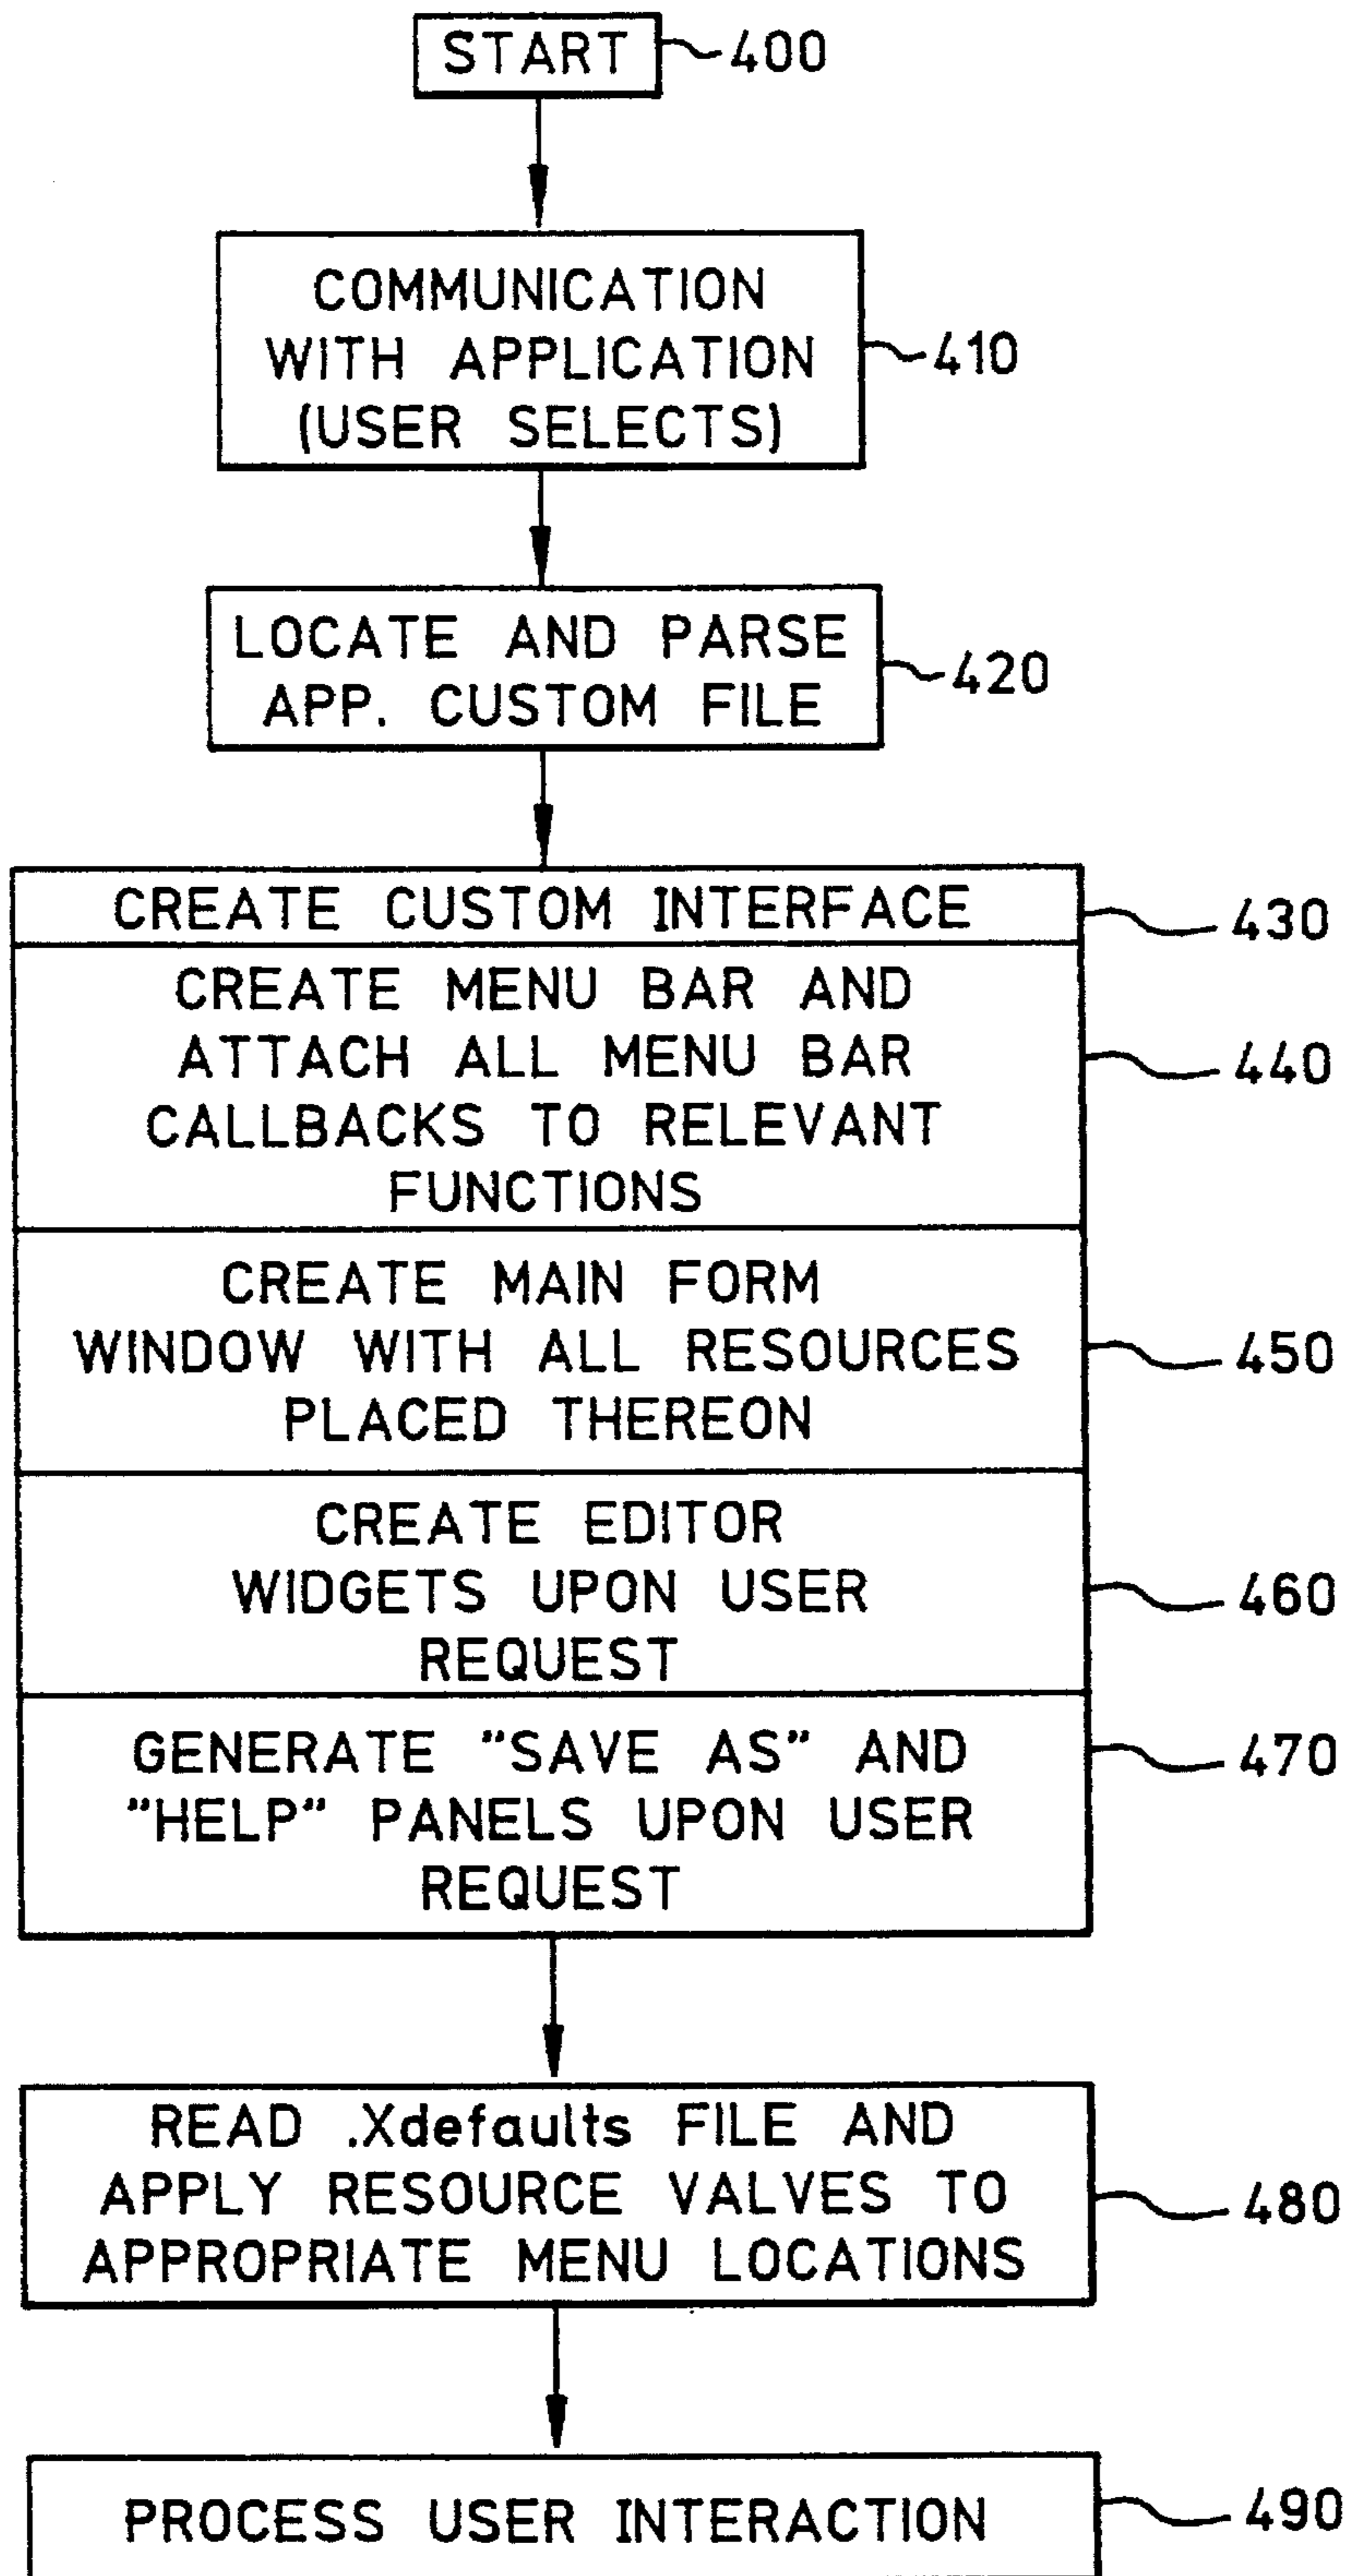 START
400
COMMUNICATION
WITH APPLICATION
(USER SELECTS)
410
LOCATE AND PARSE
APP. CUSTOM FILE
420
CREATE CUSTOM INTERFACE
430
CREATE MENU BAR AND
ATTACH ALL MENU BAR
CALLBACKS TO RELEVANT
FUNCTIONS
440
CREATE MAIN FORM
WINDOW WITH ALL RESOURCES
PLACED THEREON
450
CREATE EDITOR
WIDGETS UPON USER
REQUEST
460
GENERATE "SAVE AS" AND
"HELP" PANELS UPON USER
REQUEST
470
READ .Xdefaults FILE AND
APPLY RESOURCE VALVES TO
APPROPRIATE MENU LOCATIONS
480
PROCESS USER INTERACTION
490